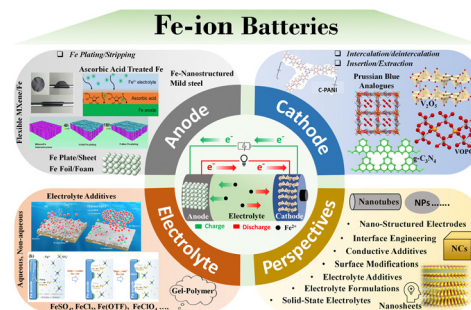 Fe-ion Batteries
❑ Fe Plating/Stripping
Ascorbic Acid Treated Fe
Fe²⁺ electrolyte
Ascorbic acid
Fe-anode
Flexible MXene/Fe
Fe-Nanostructured
Mild steel
Fe Plate/Sheet
Fe Foil/Foam
Anode
❑ Intercalation/deintercalation
❑ Insertion/Extraction
C-PANI
Prussian Blue
Analogues
V₂O₅
VOPO
g-C₃N₄
Cathode
e⁻
e⁻
e⁻
e⁻
Anode
Electrolyte
Cathode
Charge
Discharge
Fe²⁺
Electrolyte
Electrolyte Additives
Aqueous, Non-aqueous
Gel-Polymer
FeSO₄, FeCl₂, Fe(OTF), FeClO₄ ....
Perspectives
Nanotubes
NPs.......
• Nano-Structured Electrodes
• Interface Engineering
• Conductive Additives
• Surface Modifications
• Electrolyte Additives
• Electrolyte Formulations
• Solid-State Electrolytes
NCs
Nanosheets